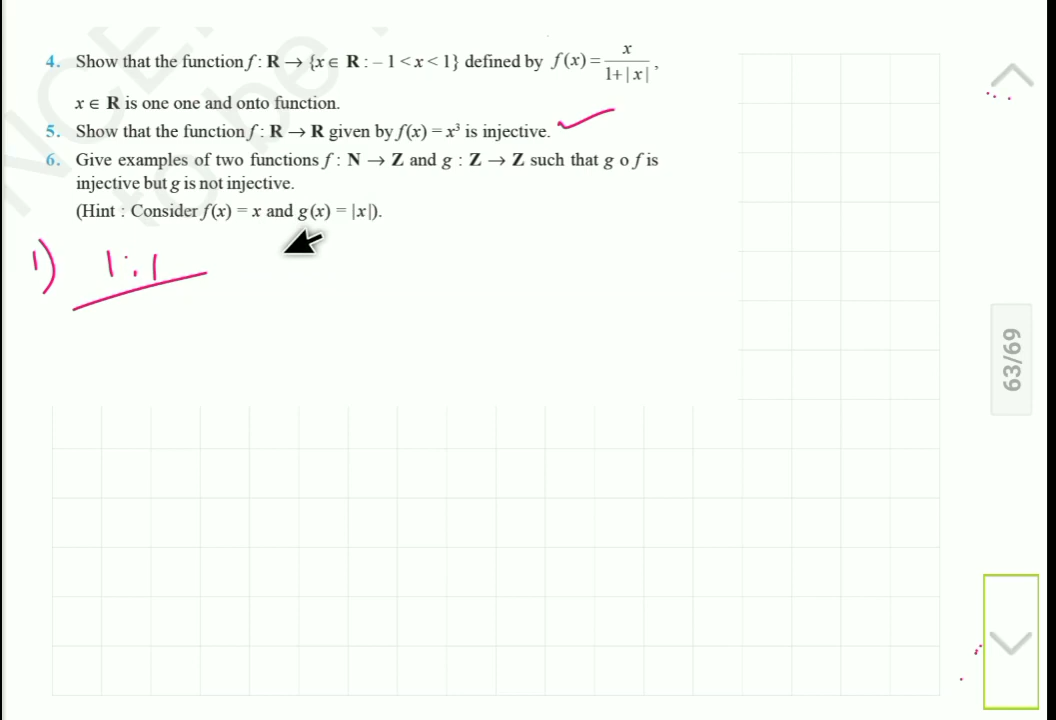 4. Show that the function f : R → {x ∈ R : – 1 < x < 1} defined by f(x) = x/(1+|x|),
x ∈ R is one one and onto function.
5. Show that the function f : R → R given by f(x) = x³ is injective.
6. Give examples of two functions f : N → Z and g : Z → Z such that g o f is
injective but g is not injective.
(Hint : Consider f(x) = x and g(x) = |x|).
1) 1:1
63/69